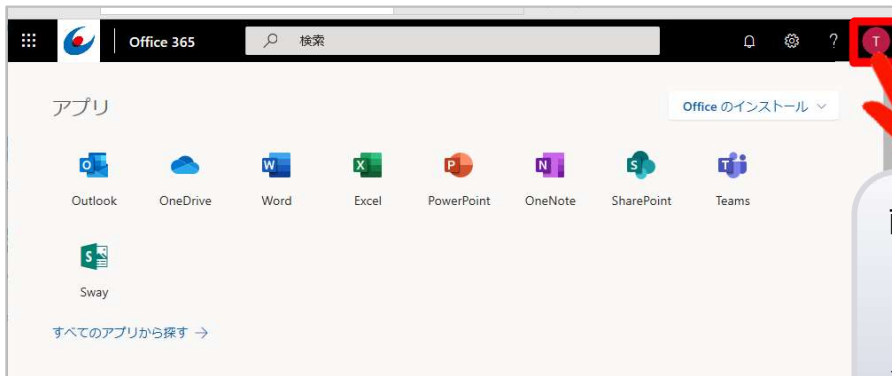 Office 365
検索
?
T
アプリ
Office のインストール
Outlook
OneDrive
Word
Excel
PowerPoint
OneNote
SharePoint
Teams
Sway
すべてのアプリから探す →